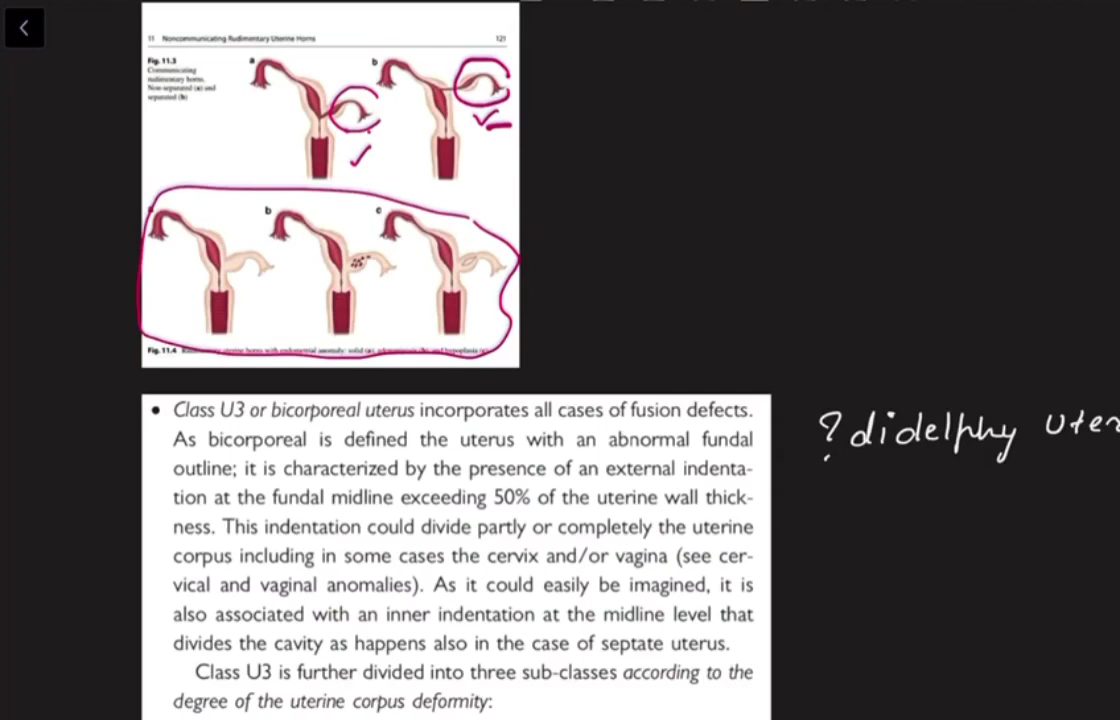 11 Noncommunicating Rudimentary Uterine Horns 121
Fig. 11.3
Communicating
rudimentary horns.
Non-separated (a) and
separated (b)
a b
b c
Fig. 11.4
• Class U3 or bicorporeal uterus incorporates all cases of fusion defects.
As bicorporeal is defined the uterus with an abnormal fundal
outline; it is characterized by the presence of an external indenta-
tion at the fundal midline exceeding 50% of the uterine wall thick-
ness. This indentation could divide partly or completely the uterine
corpus including in some cases the cervix and/or vagina (see cer-
vical and vaginal anomalies). As it could easily be imagined, it is
also associated with an inner indentation at the midline level that
divides the cavity as happens also in the case of septate uterus.
Class U3 is further divided into three sub-classes according to the
degree of the uterine corpus deformity:
? didelphy uter